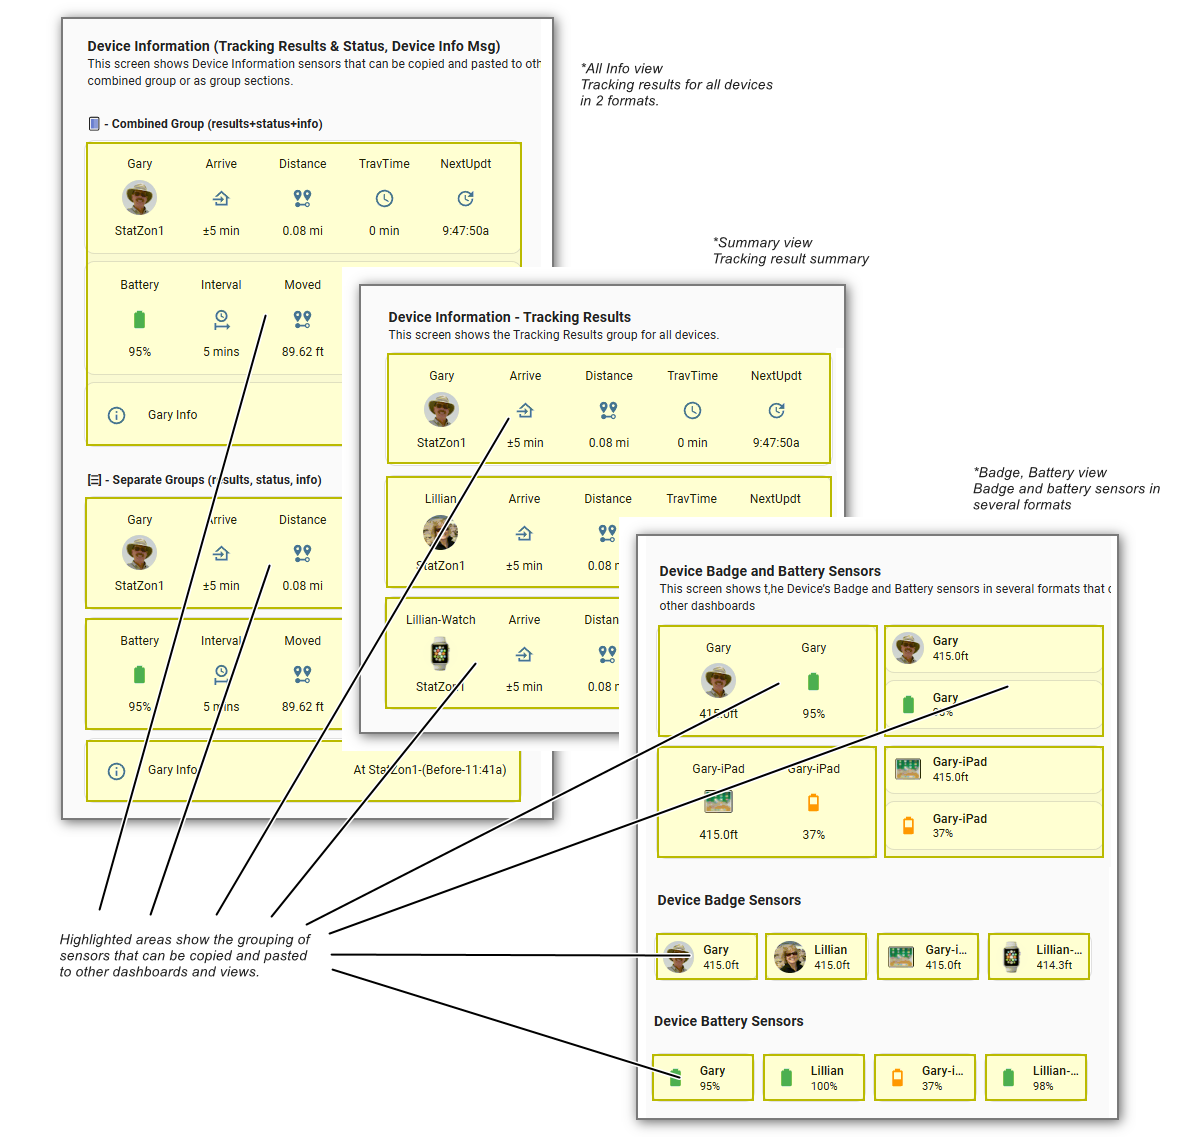 Device Information (Tracking Results & Status, Device Info Msg)
This screen shows Device Information sensors that can be copied and pasted to oth
combined group or as group sections.
- Combined Group (results+status+info)
Gary Arrive Distance TravTime NextUpdt
StatZon1 ±5 min 0.08 mi 0 min 9:47:50a
Battery Interval Moved
95% 5 mins 89.62 ft
Gary Info
- Separate Groups (results, status, info)
Gary Arrive Distance
StatZon1 ±5 min 0.08 mi
Battery Interval Moved
95% 5 mins 89.62 ft
Gary Info At StatZon1-(Before-11:41a)
*All Info view
Tracking results for all devices
in 2 formats.
*Summary view
Tracking result summary
Device Information - Tracking Results
This screen shows the Tracking Results group for all devices.
Gary Arrive Distance TravTime NextUpdt
StatZon1 ±5 min 0.08 mi 0 min 9:47:50a
Lillian Arrive Distance TravTime NextUpdt
StatZon1 ±5 min 0.08 r
Lillian-Watch Arrive Distan
StatZon1 ±5 min 0.08 r
*Badge, Battery view
Badge and battery sensors in
several formats
Device Badge and Battery Sensors
This screen shows t,he Device's Badge and Battery sensors in several formats that c
other dashboards
Gary Gary
415.0ft 95%
Gary
415.0ft
Gary
95%
Gary-iPad Gary-iPad
415.0ft 37%
Gary-iPad
415.0ft
Gary-iPad
37%
Device Badge Sensors
Gary Lillian Gary-i... Lillian-...
415.0ft 415.0ft 415.0ft 414.3ft
Device Battery Sensors
Gary Lillian Gary-i... Lillian-...
95% 100% 37% 98%
Highlighted areas show the grouping of
sensors that can be copied and pasted
to other dashboards and views.